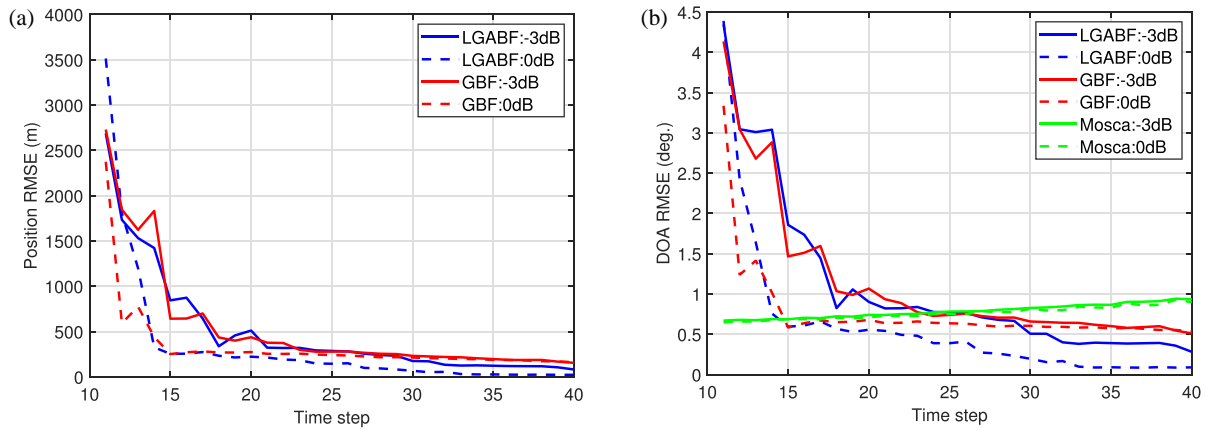 (a)
4000
3500
3000
2500
2000
1500
1000
500
0
Position RMSE (m)
10 15 20 25 30 35 40
Time step
LGABF:-3dB
LGABF:0dB
GBF:-3dB
GBF:0dB
(b)
4.5
4
3.5
3
2.5
2
1.5
1
0.5
0
DOA RMSE (deg.)
10 15 20 25 30 35 40
Time step
LGABF:-3dB
LGABF:0dB
GBF:-3dB
GBF:0dB
Mosca:-3dB
Mosca:0dB